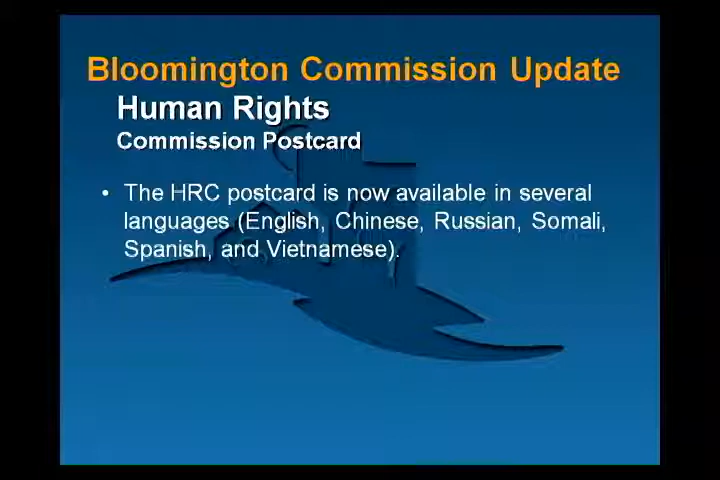 Bloomington Commission Update
Human Rights
Commission Postcard
• The HRC postcard is now available in several
languages (English, Chinese, Russian, Somali,
Spanish, and Vietnamese).